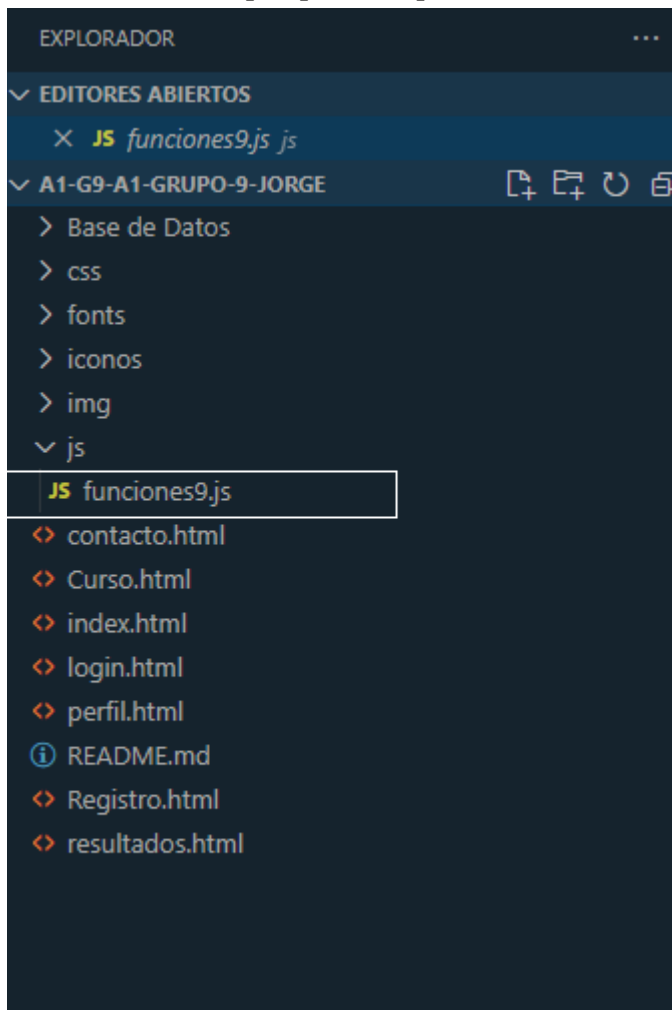 EXPLORADOR
EDITORES ABIERTOS
JS funciones9.js js
A1-G9-A1-GRUPO-9-JORGE
Base de Datos
css
fonts
iconos
img
js
JS funciones9.js
contacto.html
Curso.html
index.html
login.html
perfil.html
README.md
Registro.html
resultados.html